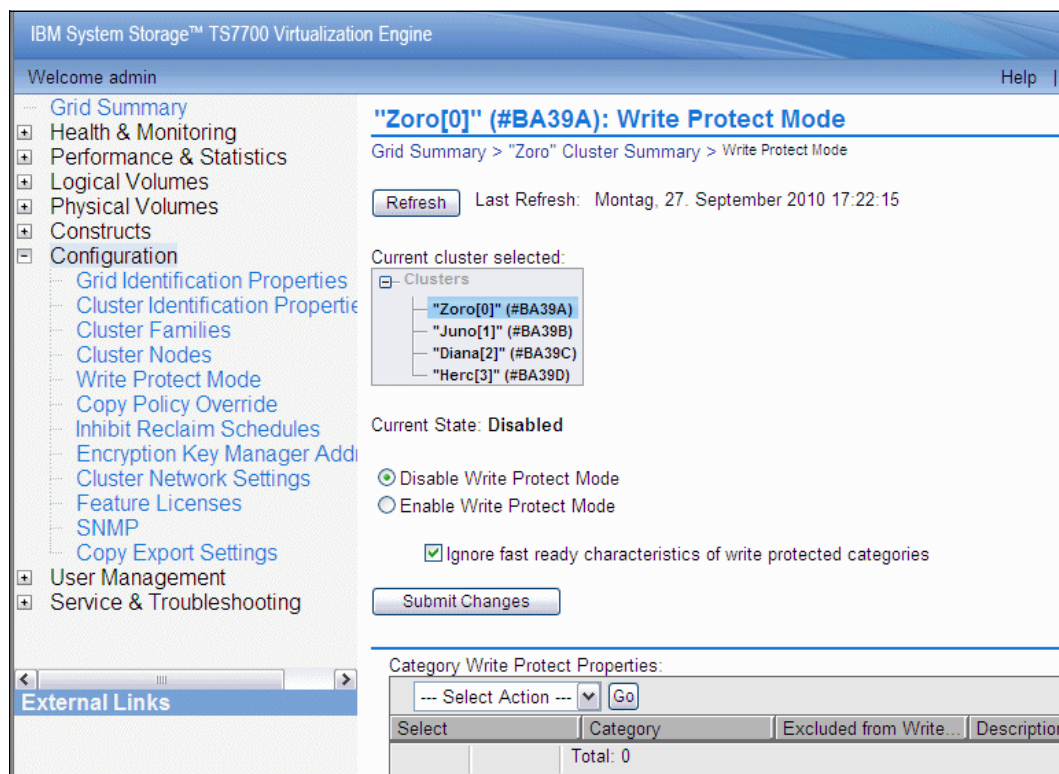 IBM System Storage™ TS7700 Virtualization Engine
Welcome admin
Help |
Grid Summary
Health & Monitoring
Performance & Statistics
Logical Volumes
Physical Volumes
Constructs
Configuration
Grid Identification Properties
Cluster Identification Propertie
Cluster Families
Cluster Nodes
Write Protect Mode
Copy Policy Override
Inhibit Reclaim Schedules
Encryption Key Manager Addr
Cluster Network Settings
Feature Licenses
SNMP
Copy Export Settings
User Management
Service & Troubleshooting
External Links
"Zoro[0]" (#BA39A): Write Protect Mode
Grid Summary > "Zoro" Cluster Summary > Write Protect Mode
Refresh Last Refresh: Montag, 27. September 2010 17:22:15
Current cluster selected:
Clusters
"Zoro[0]" (#BA39A)
"Juno[1]" (#BA39B)
"Diana[2]" (#BA39C)
"Herc[3]" (#BA39D)
Current State: Disabled
Disable Write Protect Mode
Enable Write Protect Mode
Ignore fast ready characteristics of write protected categories
Submit Changes
Category Write Protect Properties:
--- Select Action --- Go
Select Category Excluded from Write... Description
Total: 0